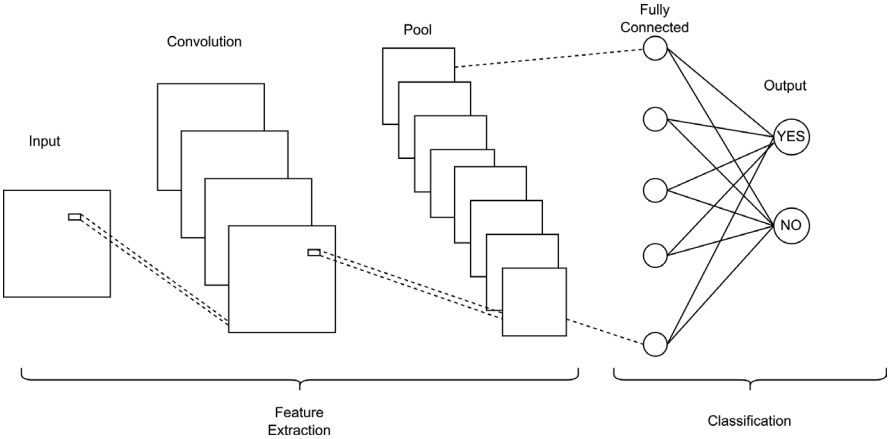 Input
Convolution
Pool
Fully
Connected
Output
YES
NO
Feature
Extraction
Classification